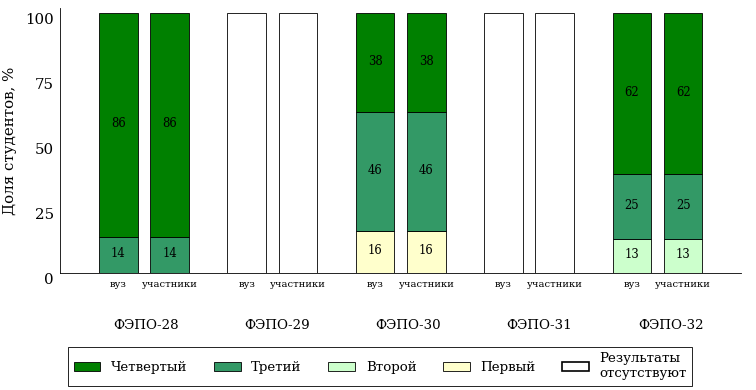 100
75
50
25
0
Доля студентов, %
86 86 38 38 62 62
14 14 46 46 25 25
16 16 13 13
вуз участники вуз участники вуз участники вуз участники вуз участники
ФЭПО-28 ФЭПО-29 ФЭПО-30 ФЭПО-31 ФЭПО-32
Четвертый Третий Второй Первый Результаты
отсутствуют